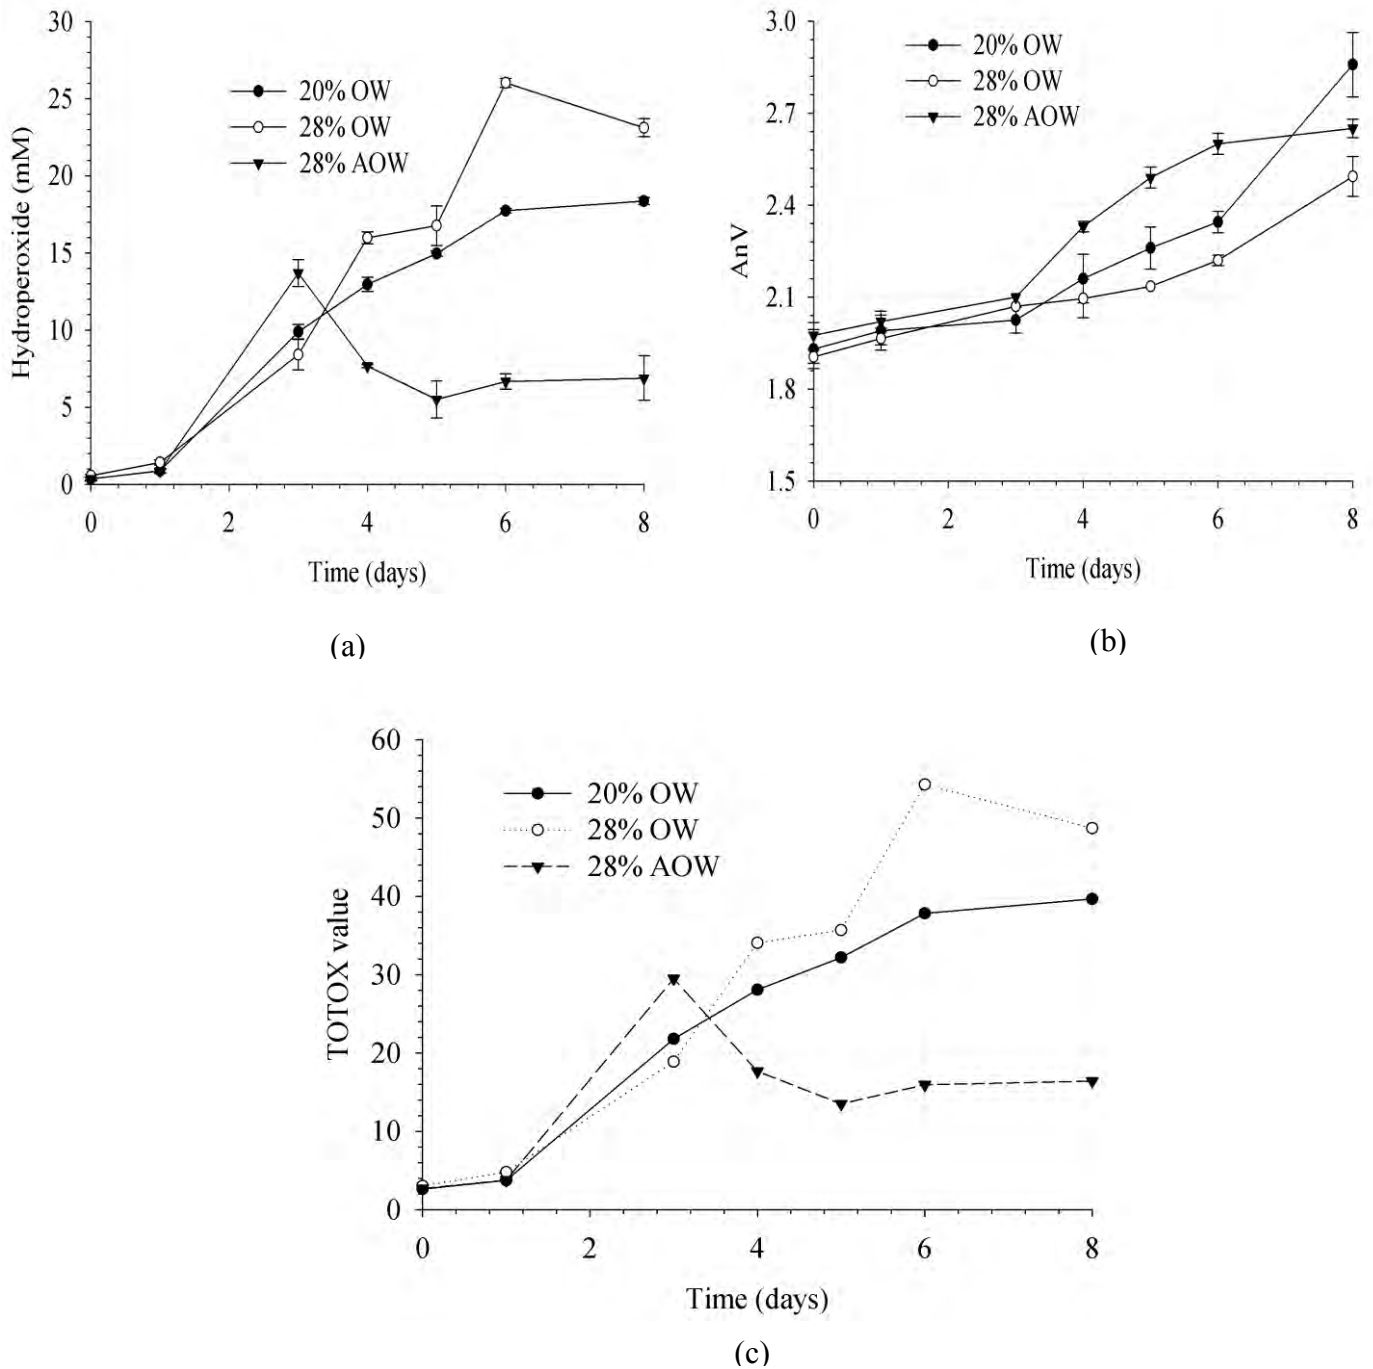 30
25
20
15
10
5
0
Hydroperoxide (mM)
20% OW
28% OW
28% AOW
0 2 4 6 8
Time (days)
(a)
3.0
2.7
2.4
2.1
1.8
1.5
An V
20% OW
28% OW
28% AOW
0 2 4 6 8
Time (days)
(b)
60
50
40
30
20
10
0
TOTOX value
20% OW
28% OW
28% AOW
0 2 4 6 8
Time (days)
(c)